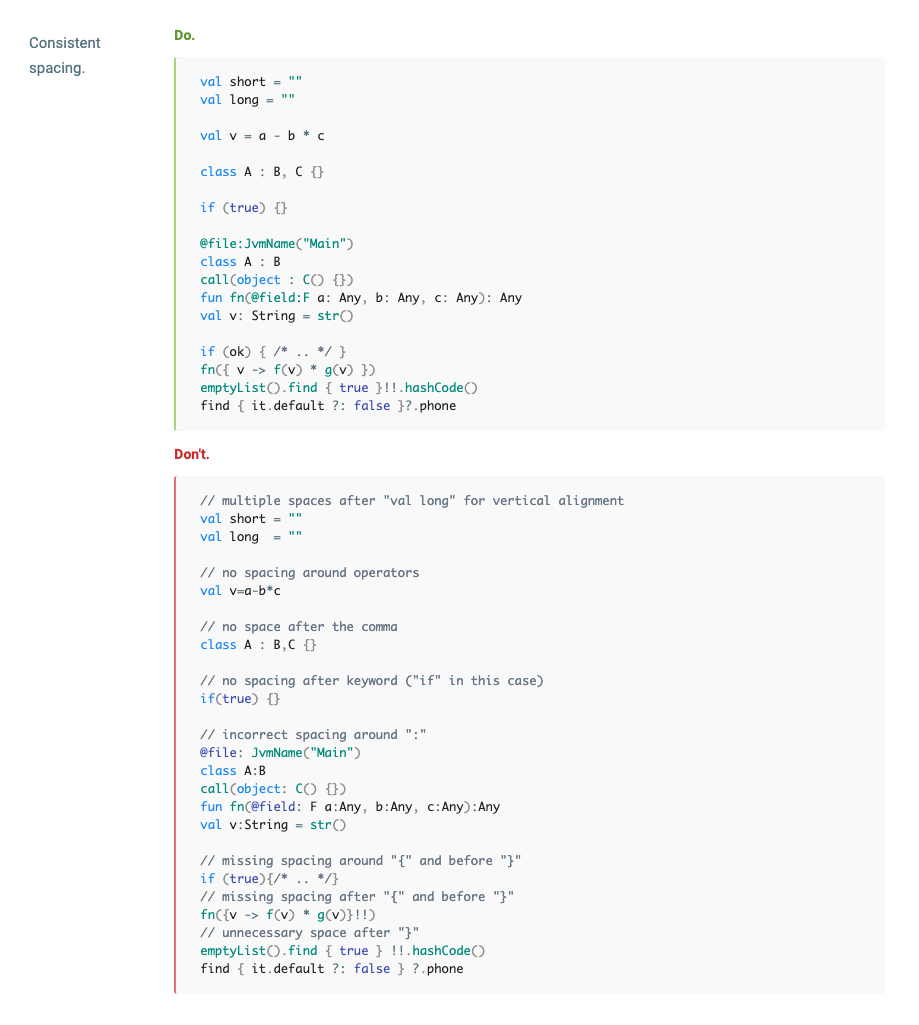 Consistent
spacing.
Do.
val short = ""
val long = ""
val v = a - b * c
class A : B, C {}
if (true) {}
@file:JvmName("Main")
class A : B
call(object : C() {})
fun fn(@field:F a: Any, b: Any, c: Any): Any
val v: String = str()
if (ok) { /* .. */ }
fn({ v -> f(v) * g(v) })
emptyList().find { true }!!.hashCode()
find { it.default ?: false }?.phone
Don't.
// multiple spaces after "val long" for vertical alignment
val short = ""
val long  = ""
// no spacing around operators
val v=a-b*c
// no space after the comma
class A : B,C {}
// no spacing after keyword ("if" in this case)
if(true) {}
// incorrect spacing around ":"
@file: JvmName("Main")
class A:B
call(object: C() {})
fun fn(@field: F a:Any, b:Any, c:Any):Any
val v:String = str()
// missing spacing around "{" and before "}"
if (true){/* .. */}
// missing spacing after "{" and before "}"
fn({v -> f(v) * g(v)}!!)
// unnecessary space after "}"
emptyList().find { true } !!.hashCode()
find { it.default ?: false } ?.phone